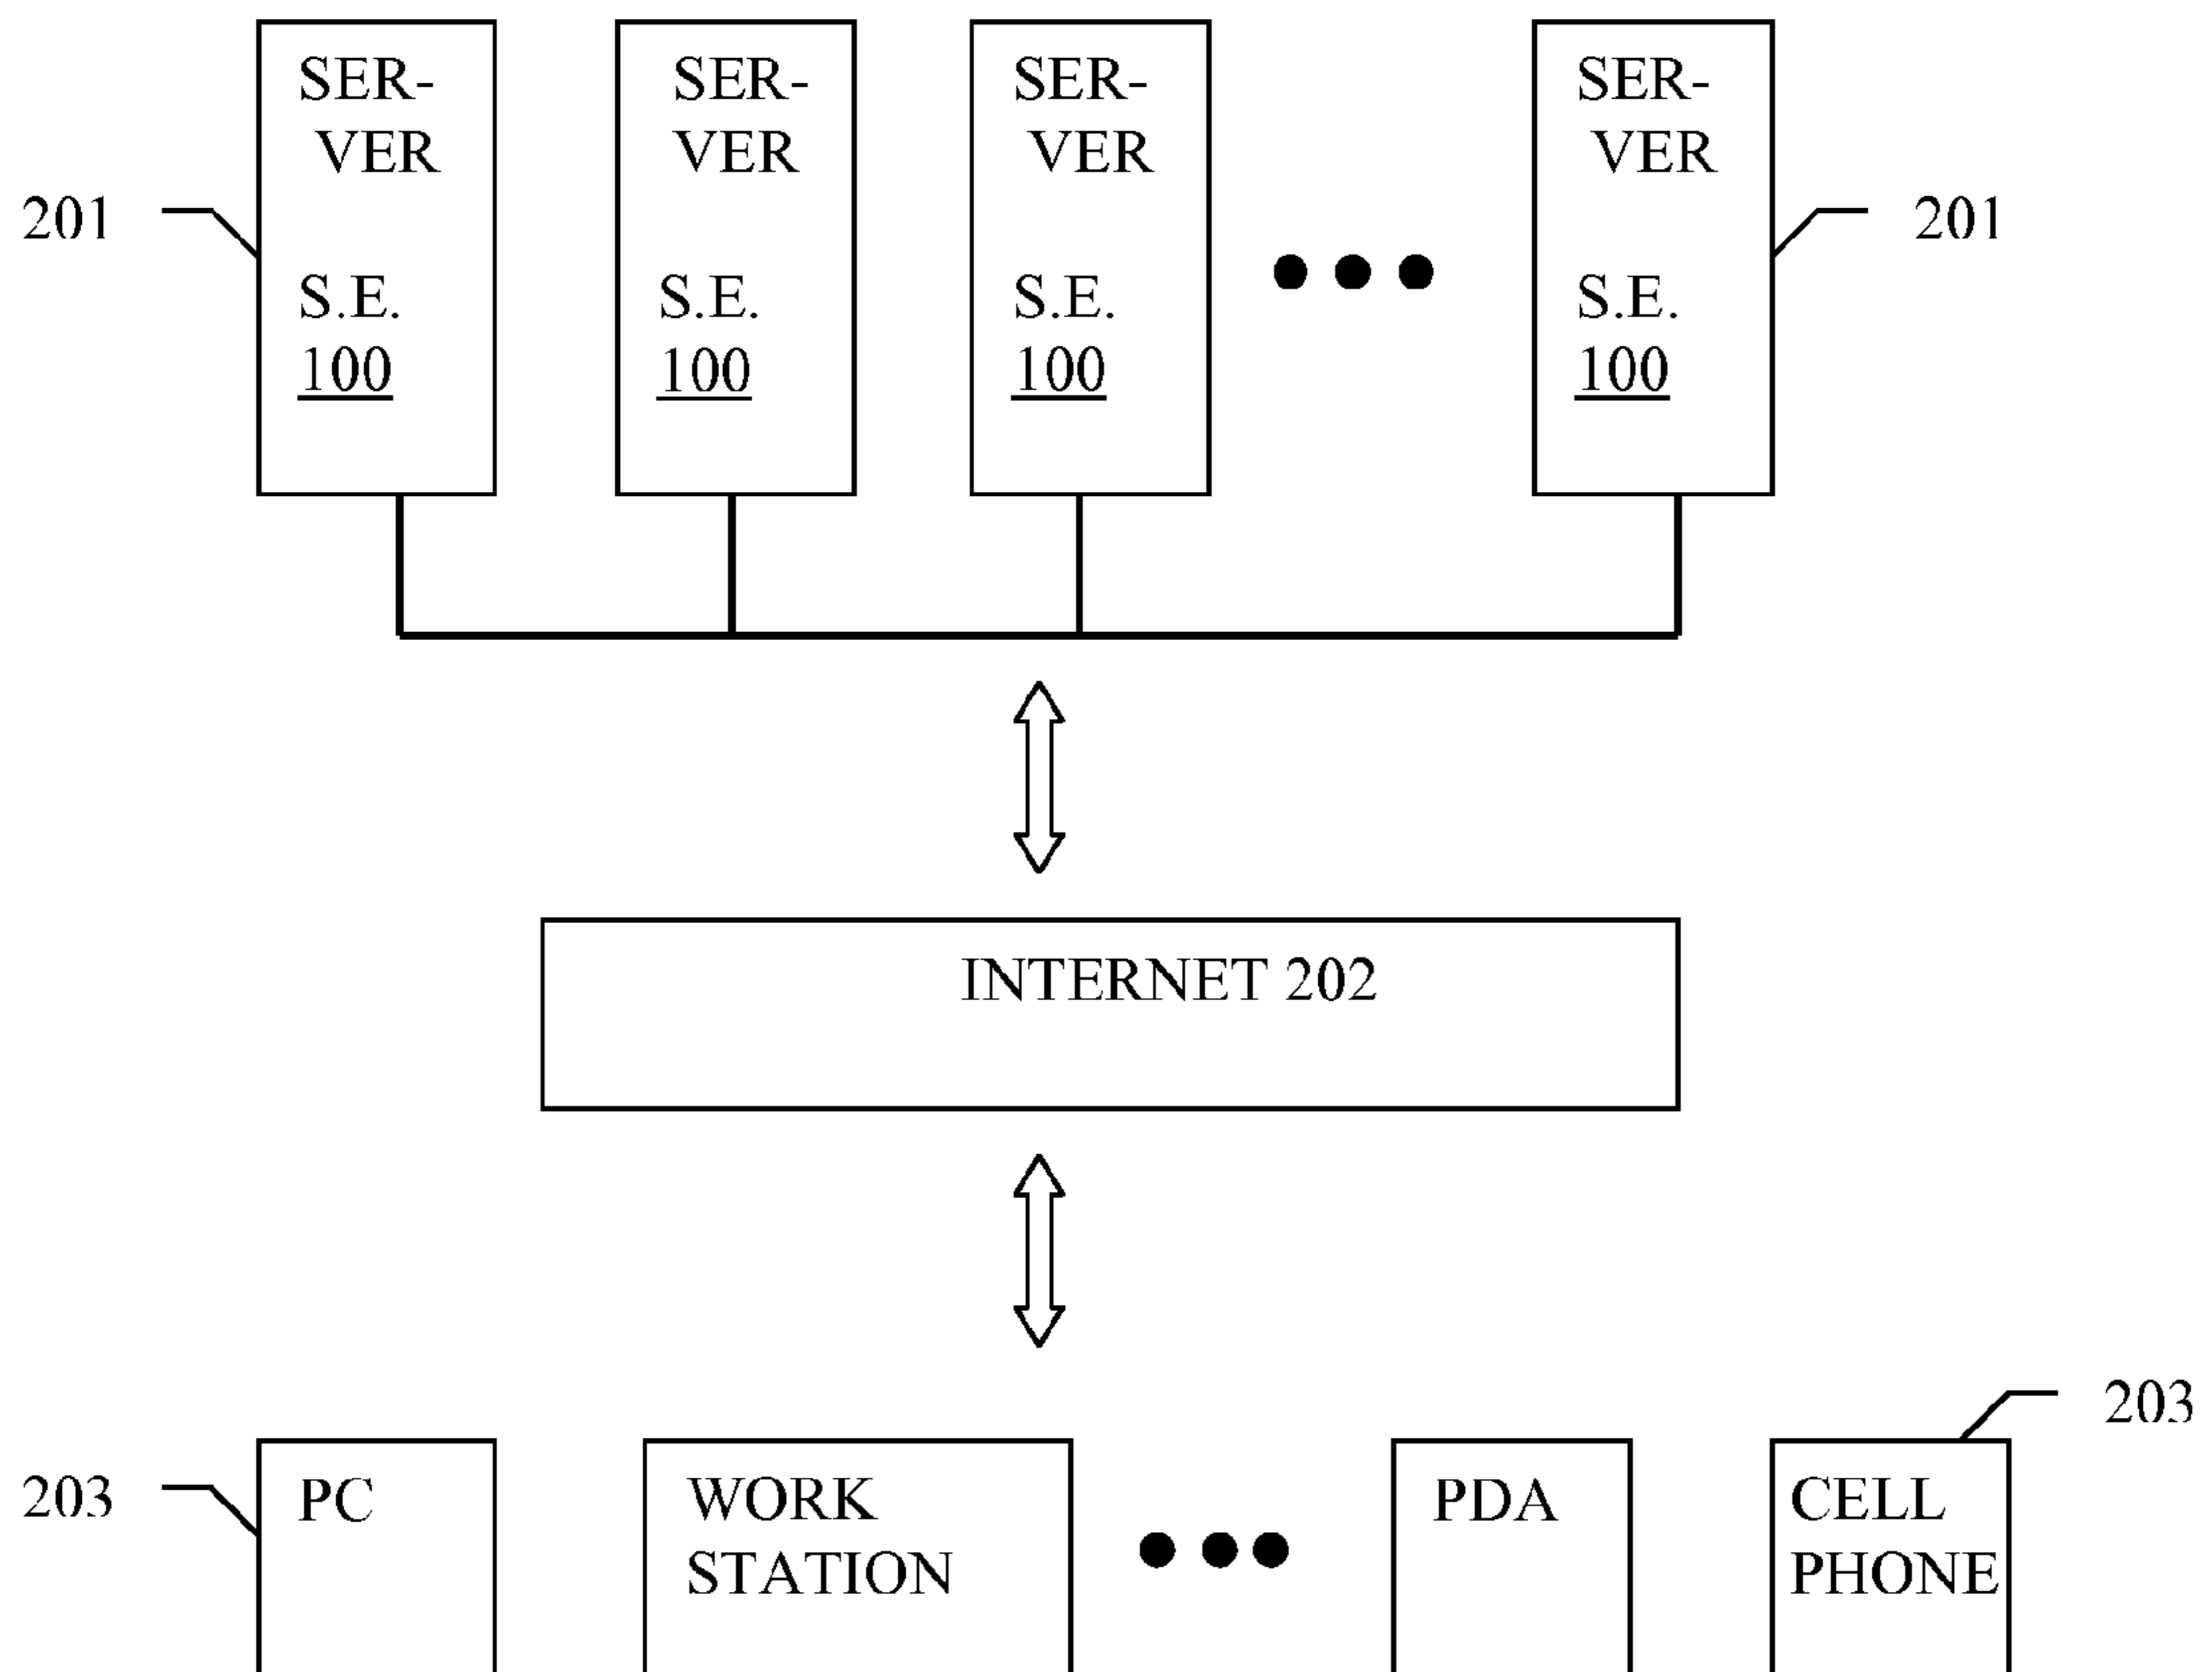 SER-
VER
S.E.
100
SER-
VER
S.E.
100
SER-
VER
S.E.
100
SER-
VER
S.E.
100
201
201
INTERNET 202
203
203
PC
WORK
STATION
PDA
CELL
PHONE